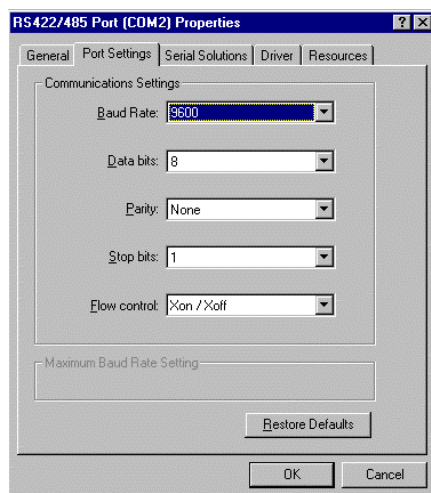 RS422/485 Port (COM2) Properties
General Port Settings Serial Solutions Driver Resources
Communications Settings
Baud Rate: 9600
Data bits: 8
Parity: None
Stop bits: 1
Flow control: Xon / Xoff
Maximum Baud Rate Setting
Restore Defaults
OK Cancel